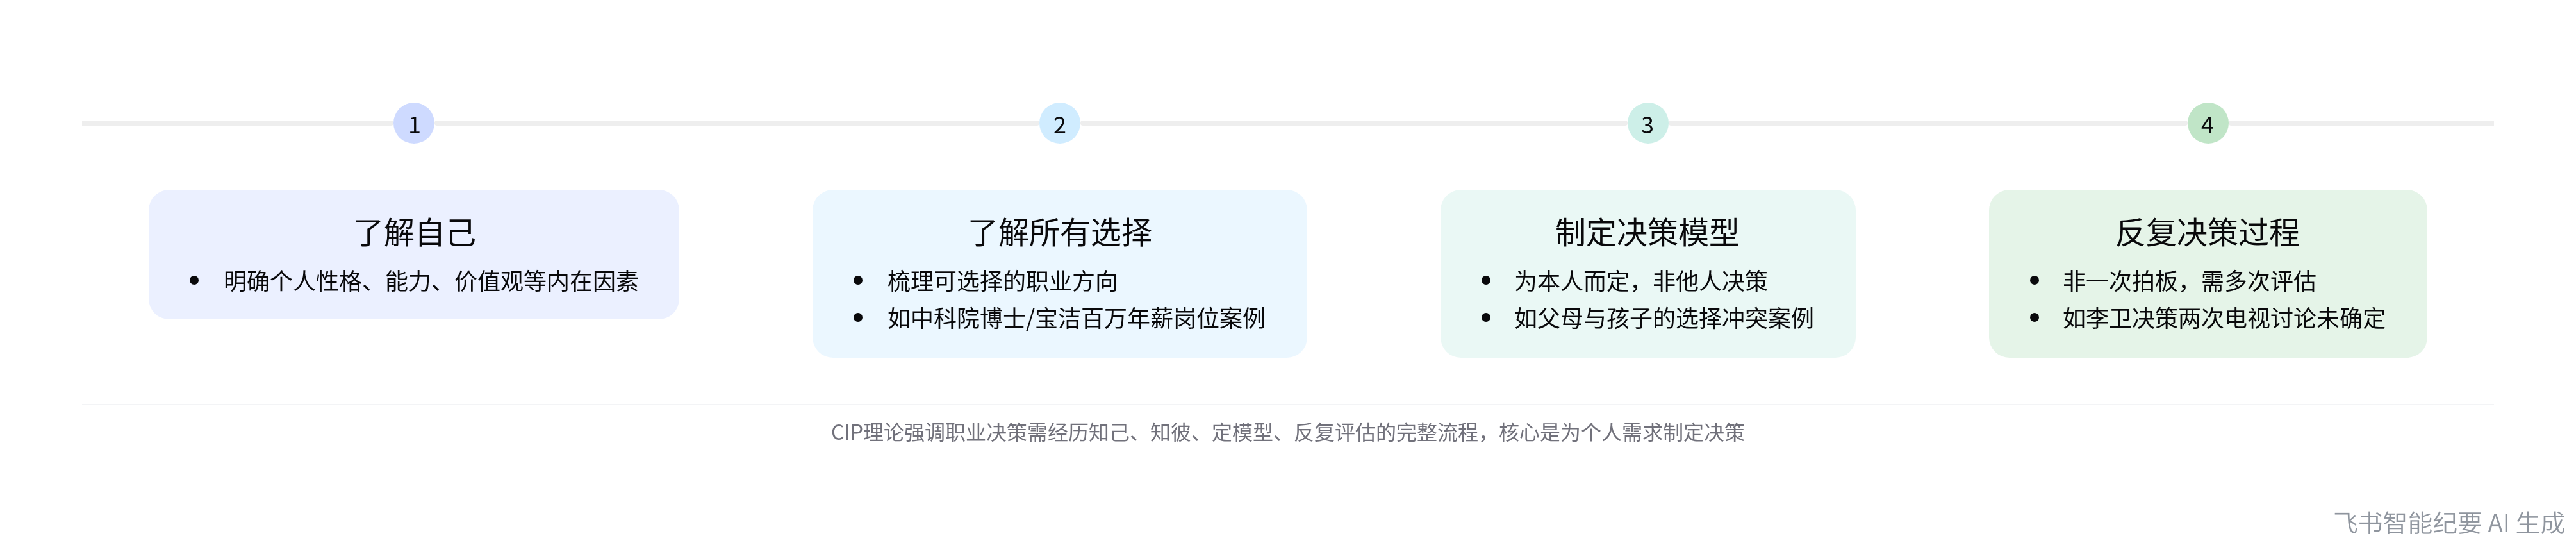 1
2
3
4
了解自己
明确个人性格、能力、价值观等内在因素
了解所有选择
梳理可选择的职业方向
如中科院博士/宝洁百万年薪岗位案例
制定决策模型
为本人而定，非他人决策
如父母与孩子的选择冲突案例
反复决策过程
非一次拍板，需多次评估
如李卫决策两次电视讨论未确定
CIP理论强调职业决策需经历知己、知彼、定模型、反复评估的完整流程，核心是为个人需求制定决策
飞书智能纪要 AI 生成